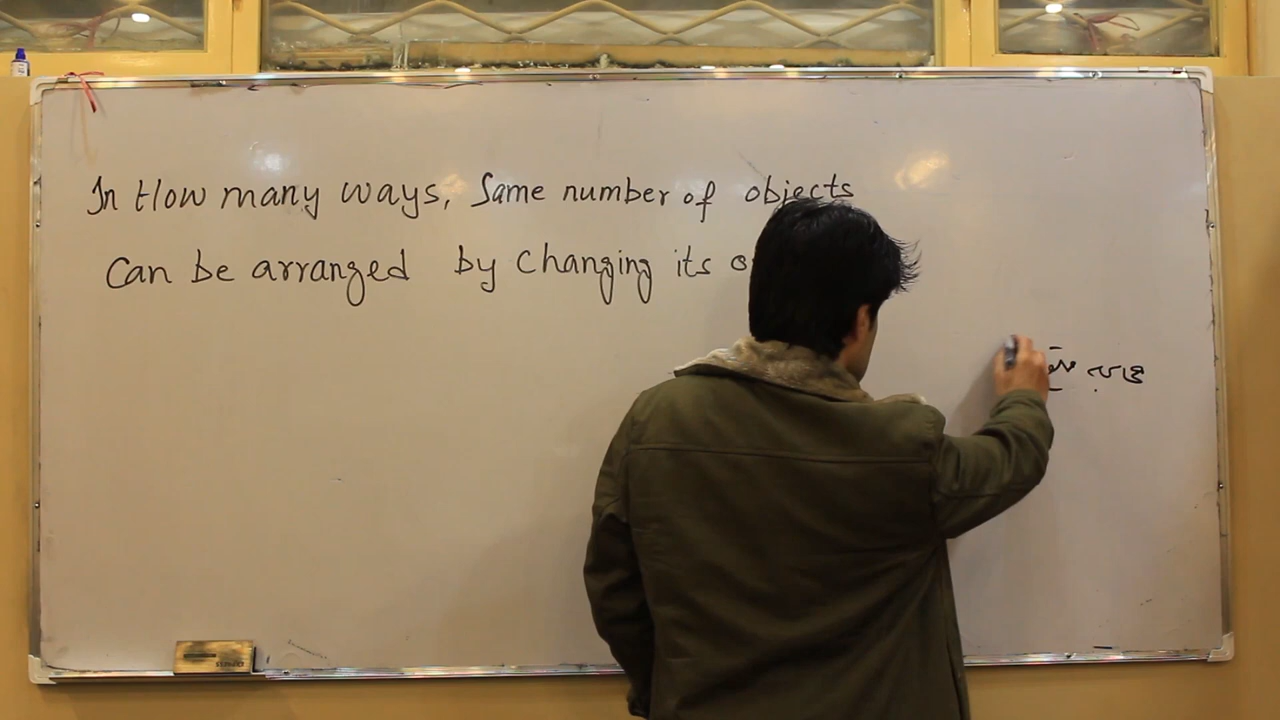 In How many ways, Same number of objects
Can be arranged by Changing its